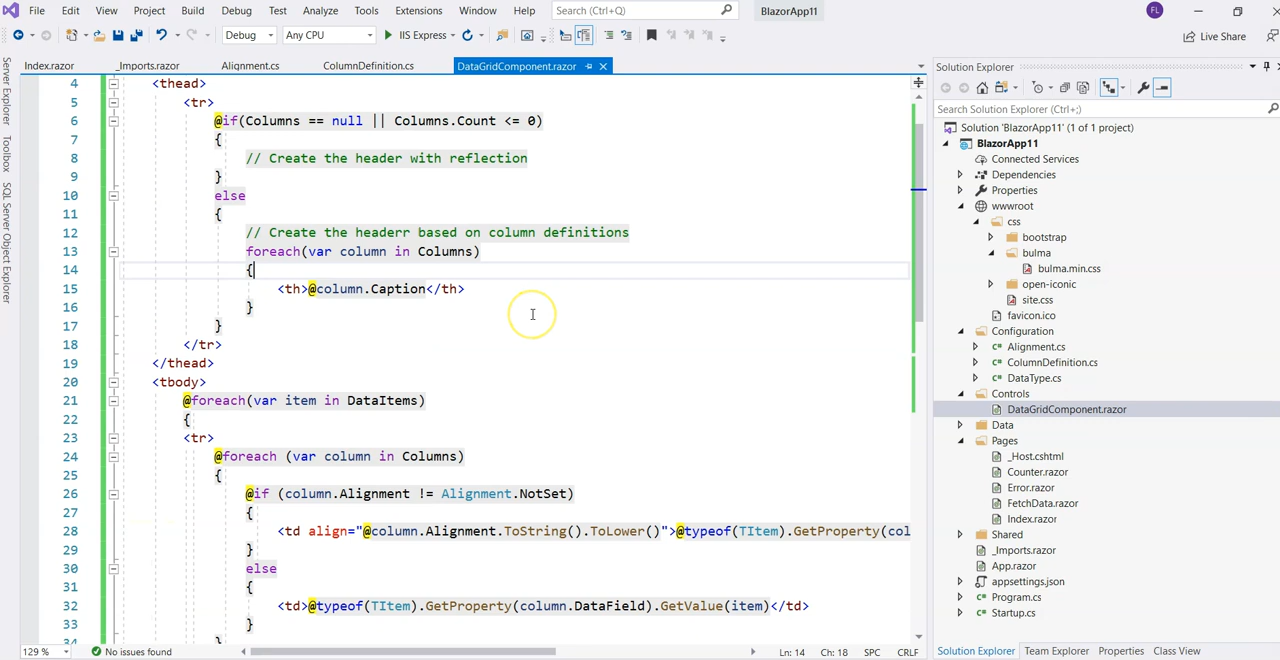 File Edit View Project Build Debug Test Analyze Tools Extensions Window Help Search (Ctrl+Q) BlazorApp11 FL
Debug Any CPU IIS Express Live Share
Index.razor _Imports.razor Alignment.cs ColumnDefinition.cs DataGridComponent.razor
Server Explorer
Toolbox
SQL Server Object Explorer
4 <thead>
5 <tr>
6 @if(Columns == null || Columns.Count <= 0)
7 {
8 // Create the header with reflection
9 }
10 else
11 {
12 // Create the headerr based on column definitions
13 foreach(var column in Columns)
14 {
15 <th>@column.Caption</th>
16 }
17 }
18 </tr>
19 </thead>
20 <tbody>
21 @foreach(var item in DataItems)
22 {
23 <tr>
24 @foreach (var column in Columns)
25 {
26 @if (column.Alignment != Alignment.NotSet)
27 {
28 <td align="@column.Alignment.ToString().ToLower()">@typeof(TItem).GetProperty(col
29 }
30 else
31 {
32 <td>@typeof(TItem).GetProperty(column.DataField).GetValue(item)</td>
33 }
34 }
129 % No issues found Ln: 14 Ch: 18 SPC CRLF
Solution Explorer
Search Solution Explorer (Ctrl+;)
Solution 'BlazorApp11' (1 of 1 project)
BlazorApp11
Connected Services
Dependencies
Properties
wwwroot
css
bootstrap
bulma
bulma.min.css
open-iconic
site.css
favicon.ico
Configuration
C# Alignment.cs
C# ColumnDefinition.cs
C# DataType.cs
Controls
DataGridComponent.razor
Data
Pages
_Host.cshtml
Counter.razor
Error.razor
FetchData.razor
Index.razor
Shared
_Imports.razor
App.razor
appsettings.json
C# Program.cs
C# Startup.cs
Solution Explorer Team Explorer Properties Class View